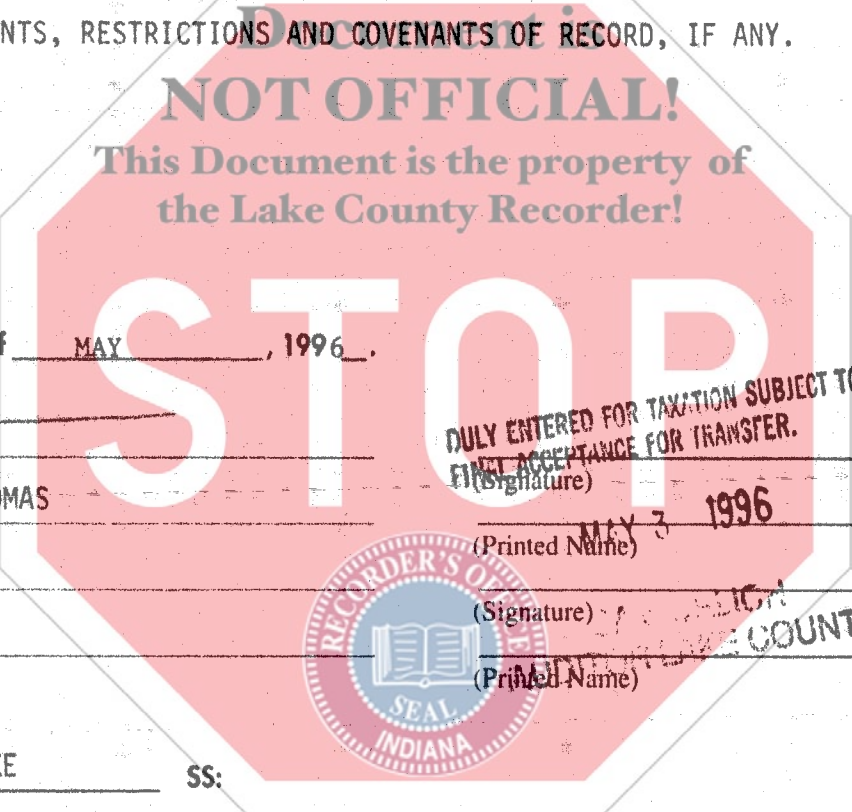 Document is
NTS, RESTRICTIONS AND COVENANTS OF RECORD, IF ANY.
NOT OFFICIAL!
This Document is the property of
the Lake County Recorder!
STOP
f MAY , 1996 .
DULY ENTERED FOR TAXATION SUBJECT TO
ACCEPTANCE FOR TRANSFER.
(Signature)
OMAS
MAY 3 1996
(Printed Name)
RECORDER'S OFFICE
(Signature)
COUNT
(Printed Name)
SEAL
INDIANA
KE
SS: